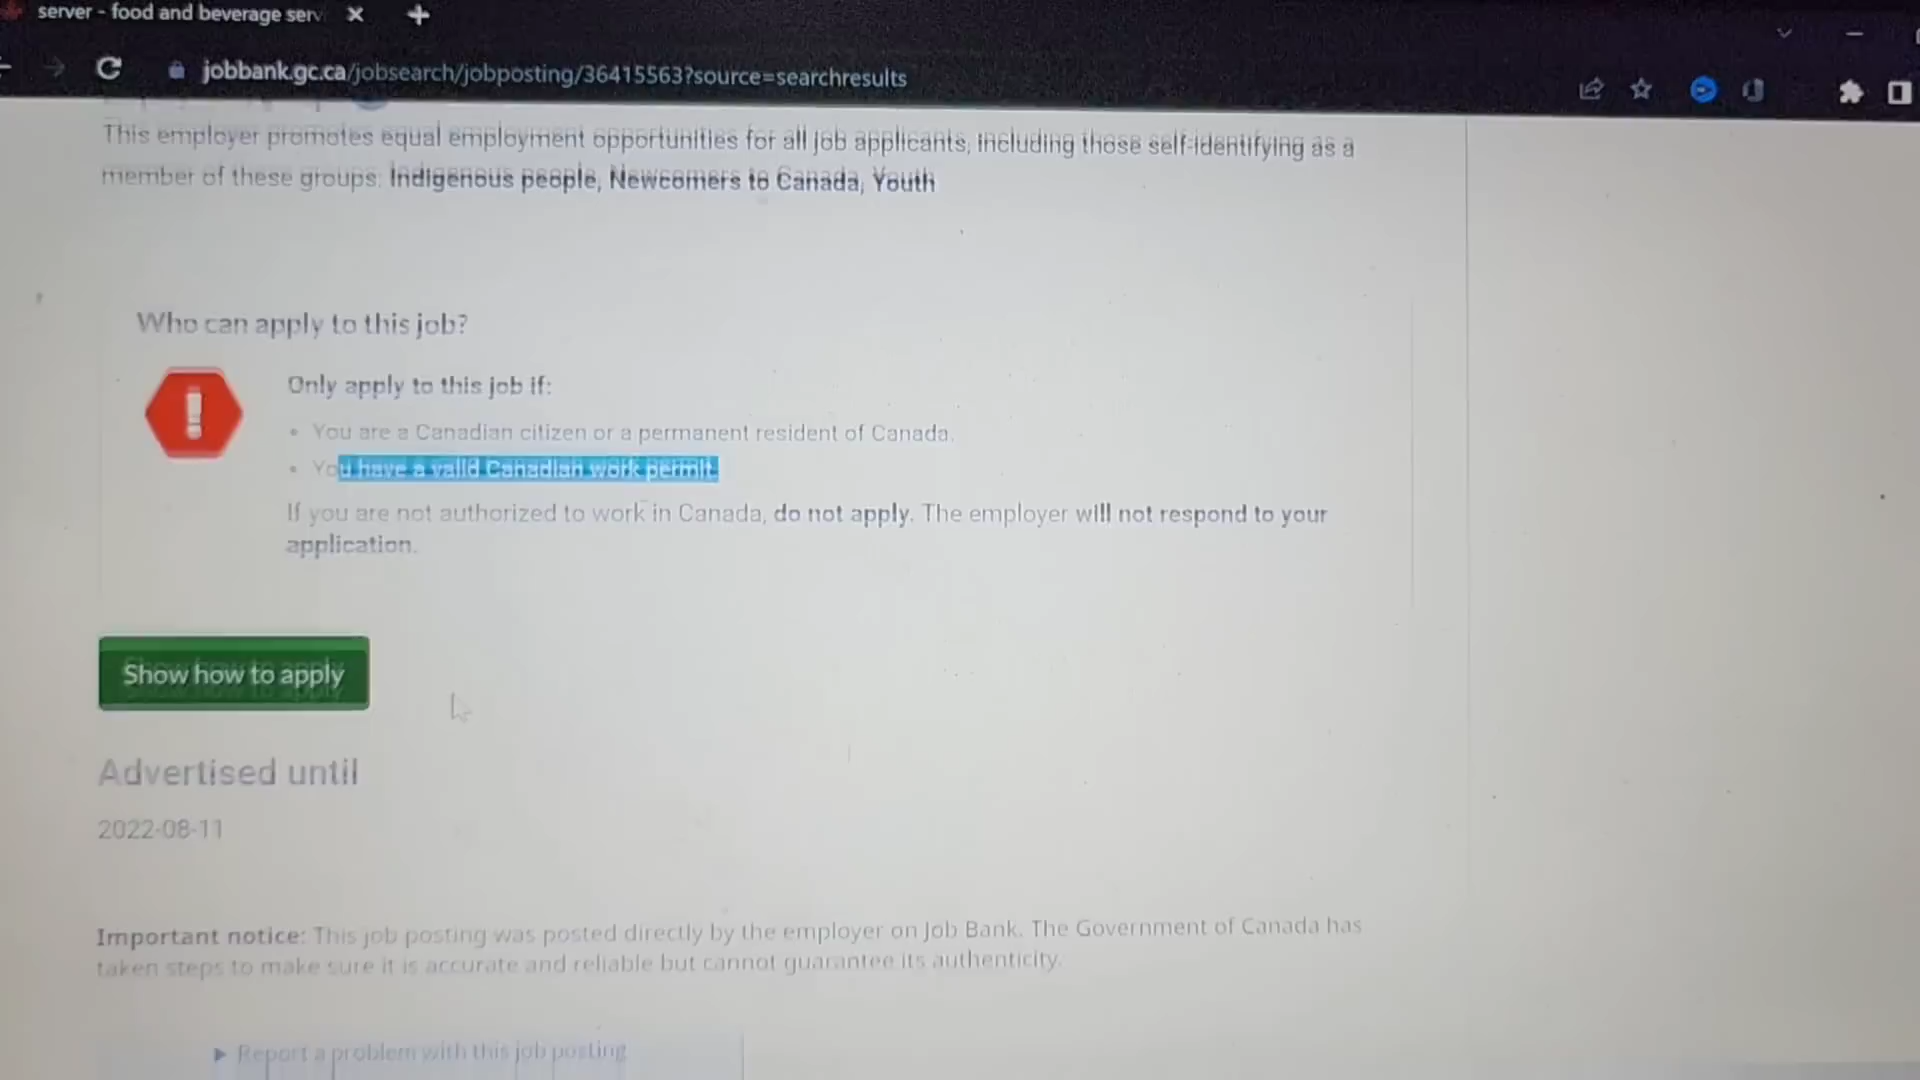 server - food and beverage serv
jobbank.gc.ca/jobsearch/jobposting/36415563?source=searchresults
This employer promotes equal employment opportunities for all job applicants, including those self-identifying as a
member of these groups: Indigenous people, Newcomers to Canada, Youth
Who can apply to this job?
Only apply to this job if:
• You are a Canadian citizen or a permanent resident of Canada.
• You have a valid Canadian work permit.
If you are not authorized to work in Canada, do not apply. The employer will not respond to your
application.
Show how to apply
Advertised until
2022-08-11
Important notice: This job posting was posted directly by the employer on Job Bank. The Government of Canada has
taken steps to make sure it is accurate and reliable but cannot guarantee its authenticity.
Report a problem with this job posting